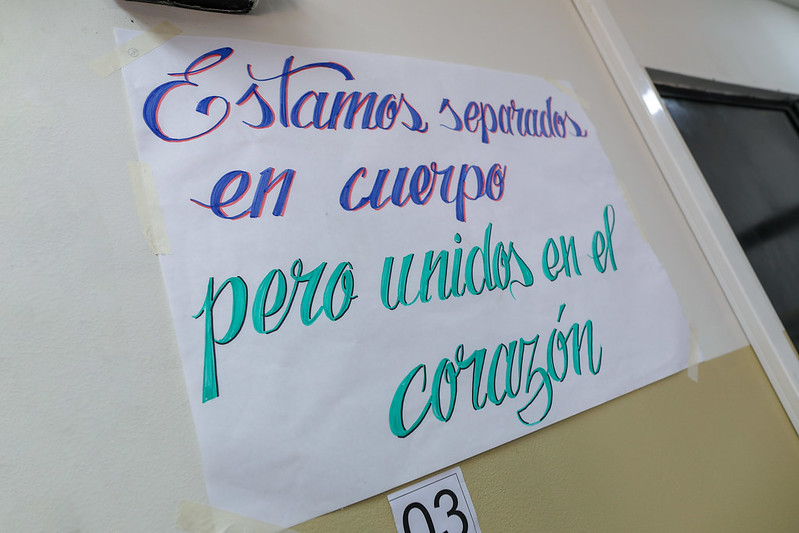 Estamos separados
en cuerpo
pero unidos en el
corazón
03